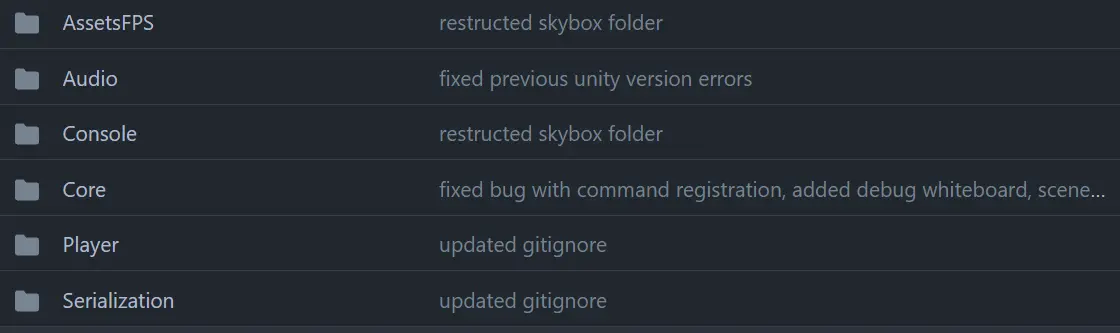 AssetsFPS restructed skybox folder
Audio fixed previous unity version errors
Console restructed skybox folder
Core fixed bug with command registration, added debug whiteboard, scene...
Player updated gitignore
Serialization updated gitignore